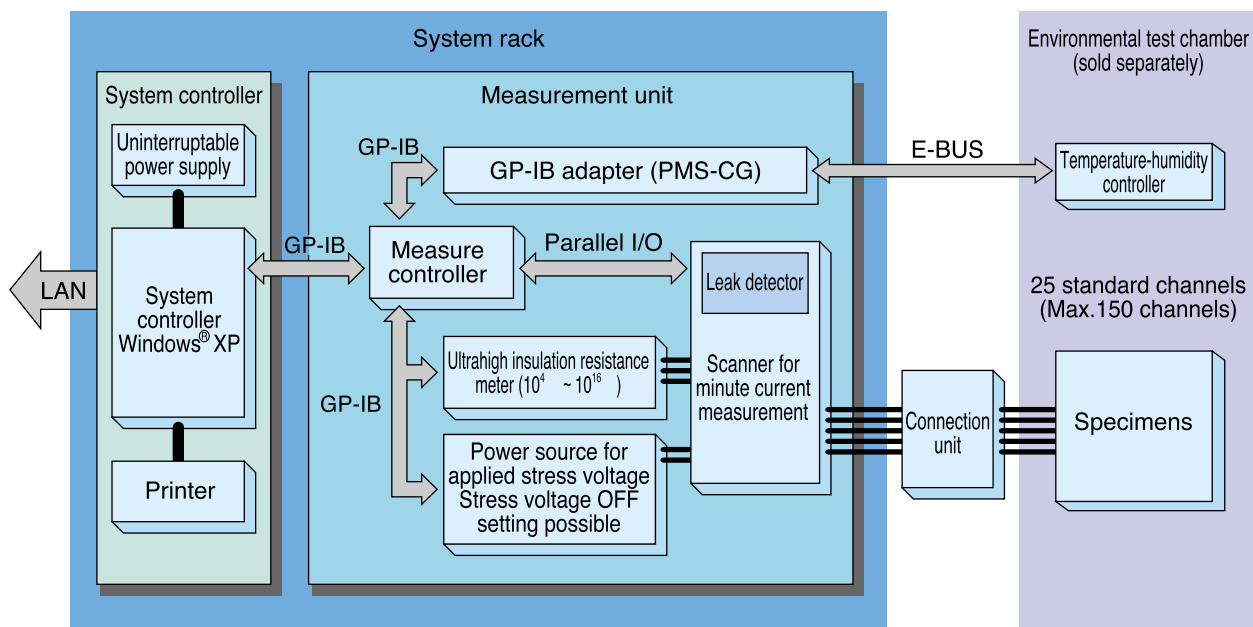 System rack
Environmental test chamber
(sold separately)
System controller
Measurement unit
Uninterruptable
power supply
GP-IB
GP-IB adapter (PMS-CG)
E-BUS
Temperature-humidity
controller
GP-IB
Measure
controller
Parallel I/O
LAN
System
controller
Windows® XP
Leak detector
25 standard channels
(Max.150 channels)
Ultrahigh insulation resistance
meter (10⁴ ~ 10¹⁶ )
Scanner for
minute current
measurement
GP-IB
Connection
unit
Specimens
Power source for
applied stress voltage
Stress voltage OFF
setting possible
Printer